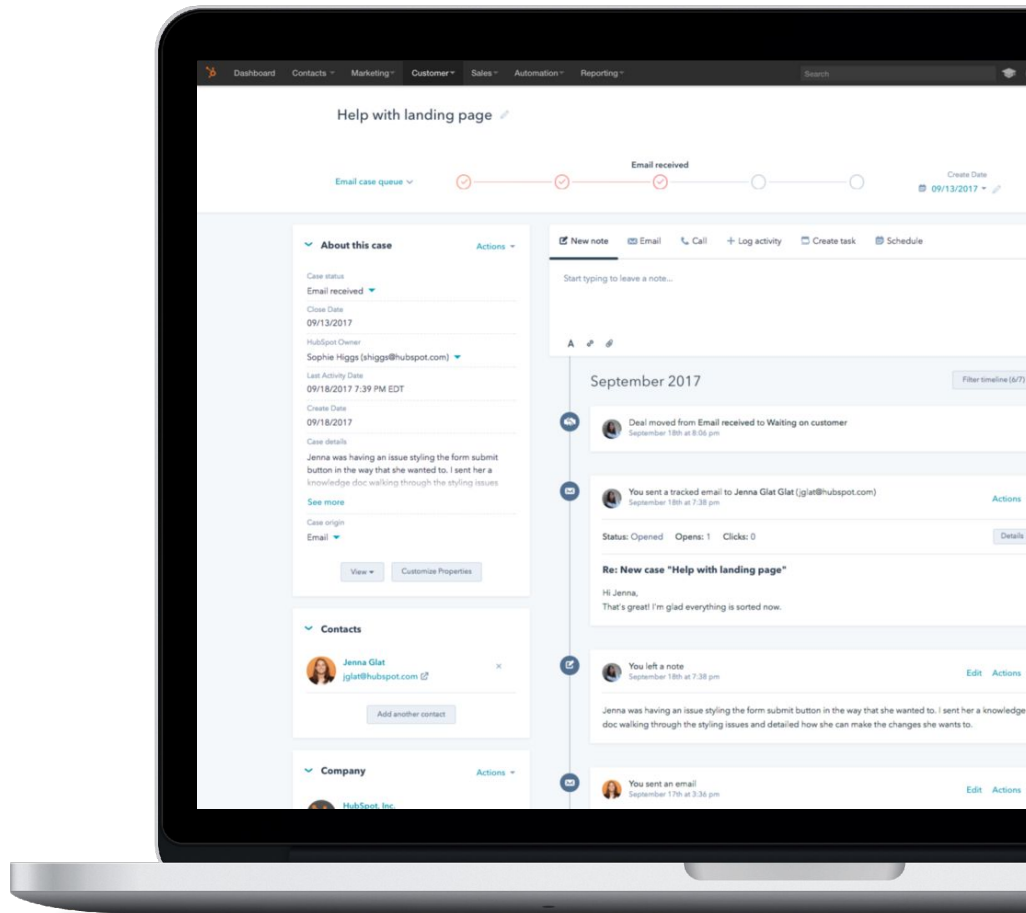 Dashboard Contacts Marketing Customer Sales Automation Reporting Search
Help with landing page
Email received
Email case queue
Create Date
09/13/2017
About this case
Actions
Case status
Email received
Close Date
09/13/2017
HubSpot Owner
Sophie Higgs (shiggs@hubspot.com)
Last Activity Date
09/18/2017 7:39 PM EDT
Create Date
09/18/2017
Case details
Jenna was having an issue styling the form submit
button in the way that she wanted to. I sent her a
knowledge doc walking through the styling issues
See more
Case origin
Email
View
Customize Properties
Contacts
Jenna Glat
jglat@hubspot.com
Add another contact
Company
Actions
HubSpot, Inc.
New note Email Call Log activity Create task Schedule
Start typing to leave a note...
A
September 2017
Filter timeline (6/7)
Deal moved from Email received to Waiting on customer
September 18th at 8:06 pm
You sent a tracked email to Jenna Glat Glat (jglat@hubspot.com)
September 18th at 7:38 pm
Actions
Status: Opened Opens: 1 Clicks: 0
Details
Re: New case "Help with landing page"
Hi Jenna,
That's great! I'm glad everything is sorted now.
You left a note
September 18th at 7:38 pm
Edit Actions
Jenna was having an issue styling the form submit button in the way that she wanted to. I sent her a knowledge
doc walking through the styling issues and detailed how she can make the changes she wants to.
You sent an email
September 17th at 3:36 pm
Edit Actions